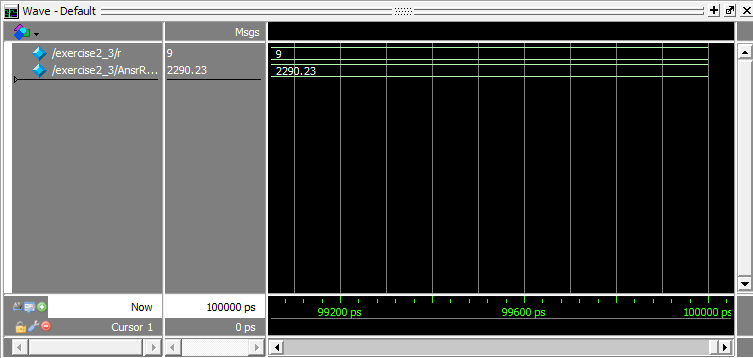 Wave - Default
Msgs
/exercise2_3/r 9 9
/exercise2_3/AnsrR... 2290.23 2290.23
Now 100000 ps 99200 ps 99600 ps 100000 ps
Cursor 1 0 ps